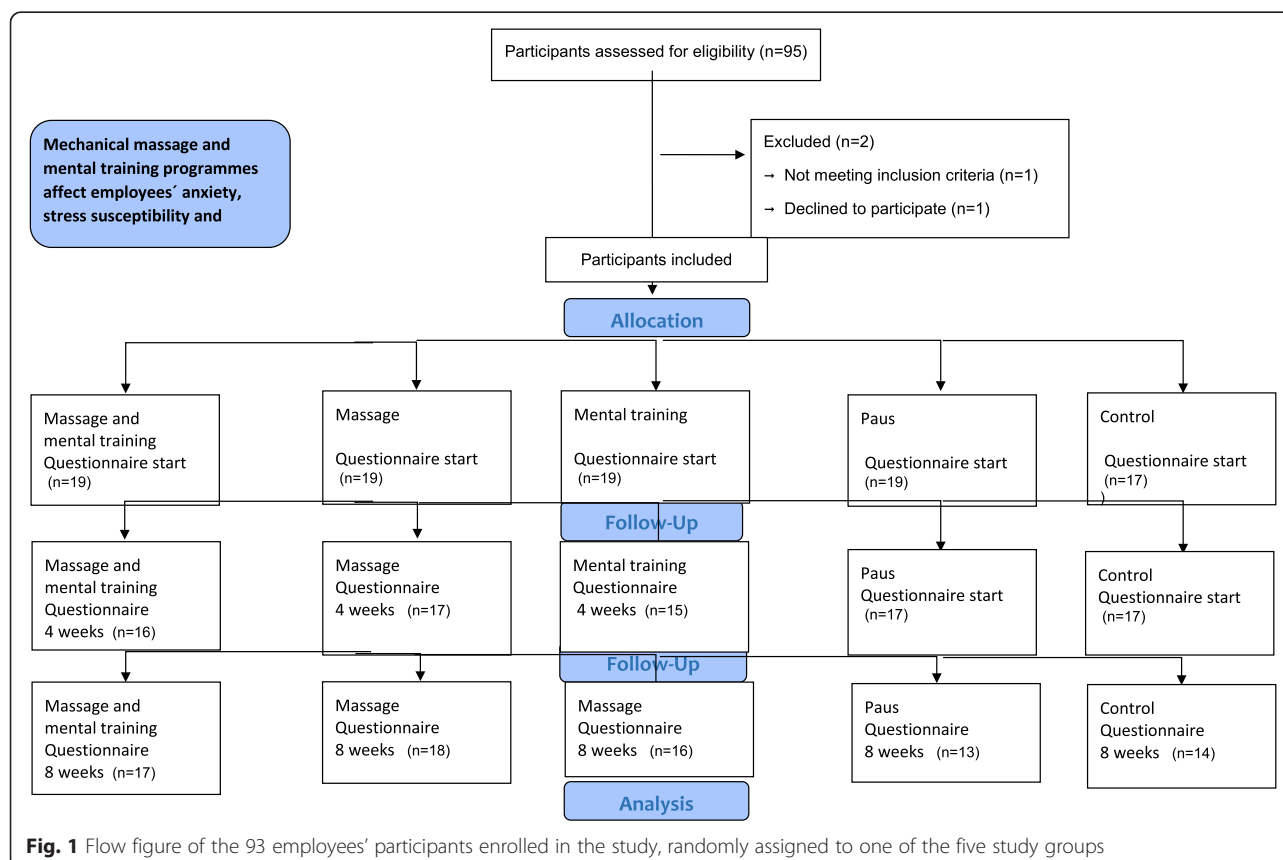 Participants assessed for eligibility (n=95)
Mechanical massage and
mental training programmes
affect employees´ anxiety,
stress susceptibility and
Excluded (n=2)
→ Not meeting inclusion criteria (n=1)
→ Declined to participate (n=1)
Participants included
Allocation
Massage and
mental training
Questionnaire start
(n=19)
Massage
Questionnaire start
(n=19)
Mental training
Questionnaire start
(n=19)
Paus
Questionnaire start
(n=19)
Control
Questionnaire start
(n=17)
)
Follow-Up
Massage and
mental training
Questionnaire
4 weeks (n=16)
Massage
Questionnaire
4 weeks (n=17)
Mental training
Questionnaire
4 weeks (n=15)
Paus
Questionnaire start
(n=17)
Control
Questionnaire start
(n=17)
Follow-Up
Massage and
mental training
Questionnaire
8 weeks (n=17)
Massage
Questionnaire
8 weeks (n=18)
Massage
Questionnaire
8 weeks (n=16)
Paus
Questionnaire
8 weeks (n=13)
Control
Questionnaire
8 weeks (n=14)
Analysis
Fig. 1 Flow figure of the 93 employees’ participants enrolled in the study, randomly assigned to one of the five study groups